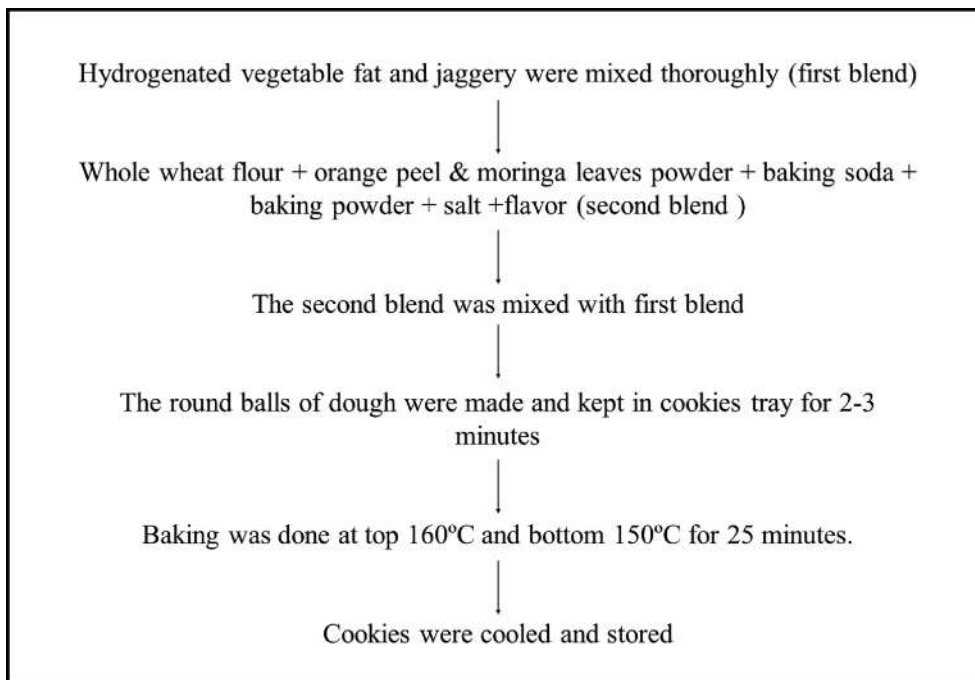 Hydrogenated vegetable fat and jaggery were mixed thoroughly (first blend)
Whole wheat flour + orange peel & moringa leaves powder + baking soda +
baking powder + salt +flavor (second blend )
The second blend was mixed with first blend
The round balls of dough were made and kept in cookies tray for 2-3
minutes
Baking was done at top 160ºC and bottom 150ºC for 25 minutes.
Cookies were cooled and stored